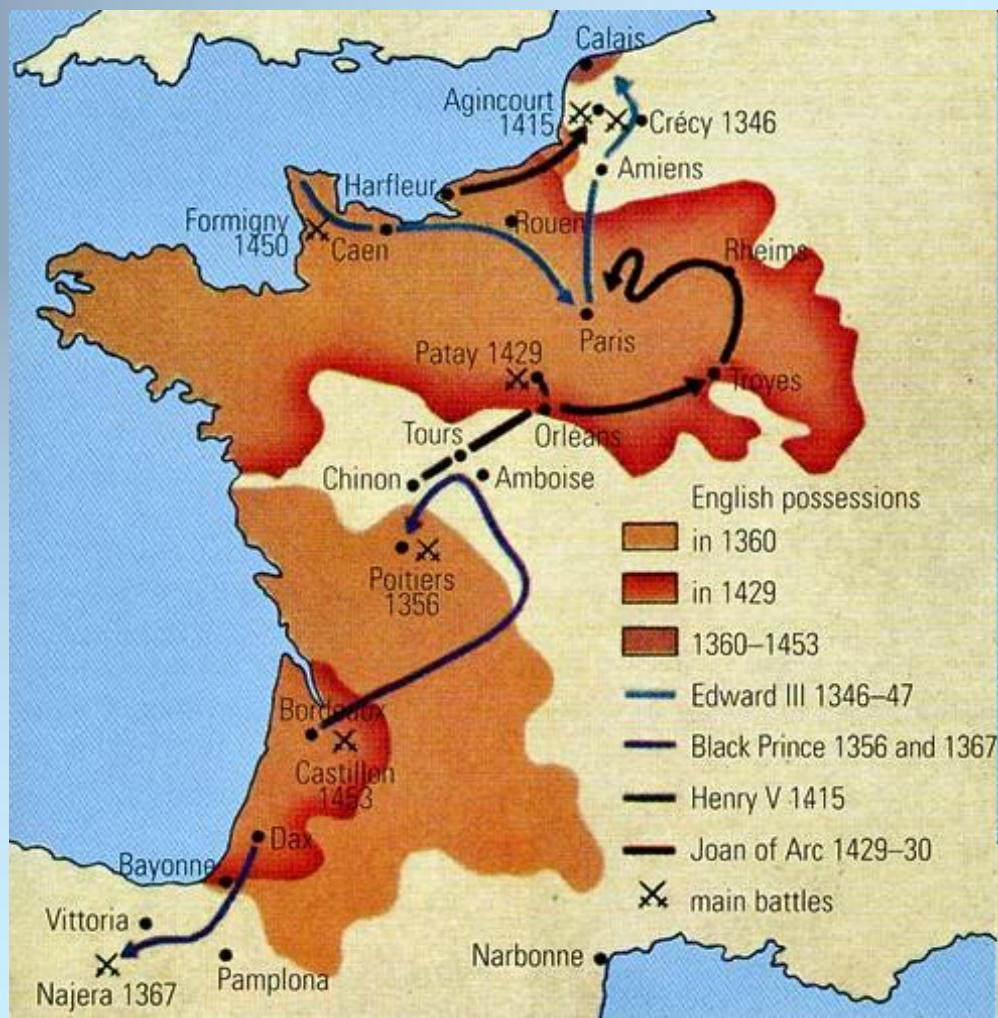 Calais
Agincourt
1415
Crécy 1346
Amiens
Harfleur
Rouen
Formigny
1450
Caen
Rheims
Paris
Patay 1429
Troyes
Tours
Orléans
Chinon
Amboise
Poitiers
1356
Bordeaux
Castillon
1453
Dax
Bayonne
Vittoria
Pamplona
Najera 1367
Narbonne
English possessions
in 1360
in 1429
1360–1453
Edward III 1346–47
Black Prince 1356 and 1367
Henry V 1415
Joan of Arc 1429–30
main battles